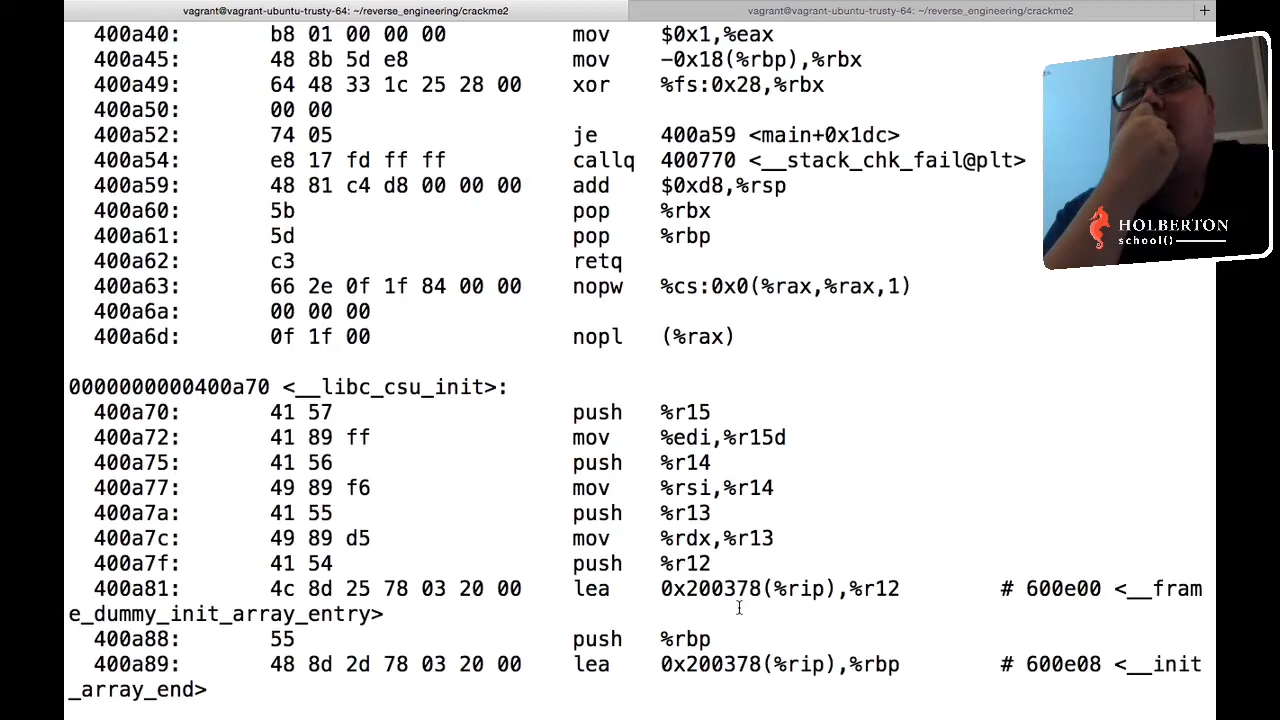 vagrant@vagrant-ubuntu-trusty-64: ~/reverse_engineering/crackme2
vagrant@vagrant-ubuntu-trusty-64: ~/reverse_engineering/crackme2
+
400a40: b8 01 00 00 00 mov $0x1,%eax
400a45: 48 8b 5d e8 mov -0x18(%rbp),%rbx
400a49: 64 48 33 1c 25 28 00 xor %fs:0x28,%rbx
400a50: 00 00
400a52: 74 05 je 400a59 <main+0x1dc>
400a54: e8 17 fd ff ff callq 400770 <__stack_chk_fail@plt>
400a59: 48 81 c4 d8 00 00 00 add $0xd8,%rsp
400a60: 5b pop %rbx
400a61: 5d pop %rbp
400a62: c3 retq
400a63: 66 2e 0f 1f 84 00 00 nopw %cs:0x0(%rax,%rax,1)
400a6a: 00 00 00
400a6d: 0f 1f 00 nopl (%rax)
0000000000400a70 <__libc_csu_init>:
400a70: 41 57 push %r15
400a72: 41 89 ff mov %edi,%r15d
400a75: 41 56 push %r14
400a77: 49 89 f6 mov %rsi,%r14
400a7a: 41 55 push %r13
400a7c: 49 89 d5 mov %rdx,%r13
400a7f: 41 54 push %r12
400a81: 4c 8d 25 78 03 20 00 lea 0x200378(%rip),%r12 # 600e00 <__fram
e_dummy_init_array_entry>
400a88: 55 push %rbp
400a89: 48 8d 2d 78 03 20 00 lea 0x200378(%rip),%rbp # 600e08 <__init
_array_end>
HOLBERTON
school()